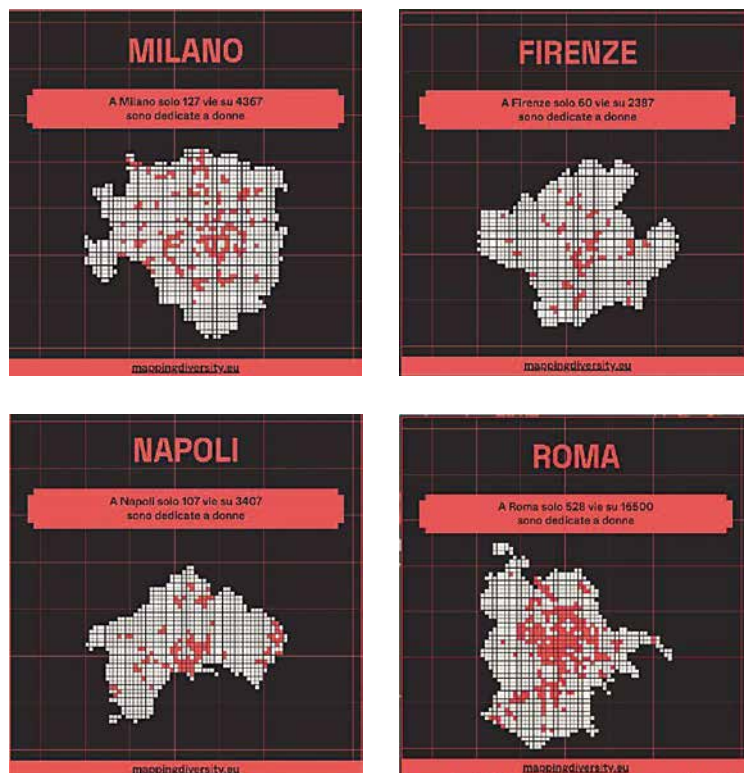 MILANO
A Milano solo 127 vie su 4367
sono dedicate a donne
mappingdiversity.eu
FIRENZE
A Firenze solo 60 vie su 2387
sono dedicate a donne
mappingdiversity.eu
NAPOLI
A Napoli solo 107 vie su 3407
sono dedicate a donne
mappingdiversity.eu
ROMA
A Roma solo 528 vie su 16500
sono dedicate a donne
mappingdiversity.eu